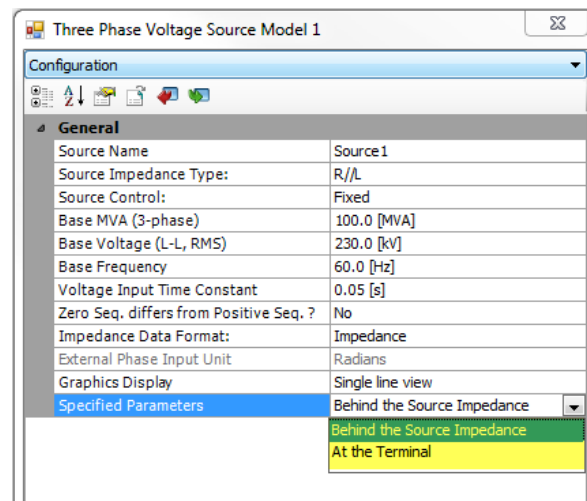 Three Phase Voltage Source Model 1
Configuration
General
Source Name Source1
Source Impedance Type: R//L
Source Control: Fixed
Base MVA (3-phase) 100.0 [MVA]
Base Voltage (L-L, RMS) 230.0 [kV]
Base Frequency 60.0 [Hz]
Voltage Input Time Constant 0.05 [s]
Zero Seq. differs from Positive Seq. ? No
Impedance Data Format: Impedance
External Phase Input Unit Radians
Graphics Display Single line view
Specified Parameters Behind the Source Impedance
Behind the Source Impedance
At the Terminal